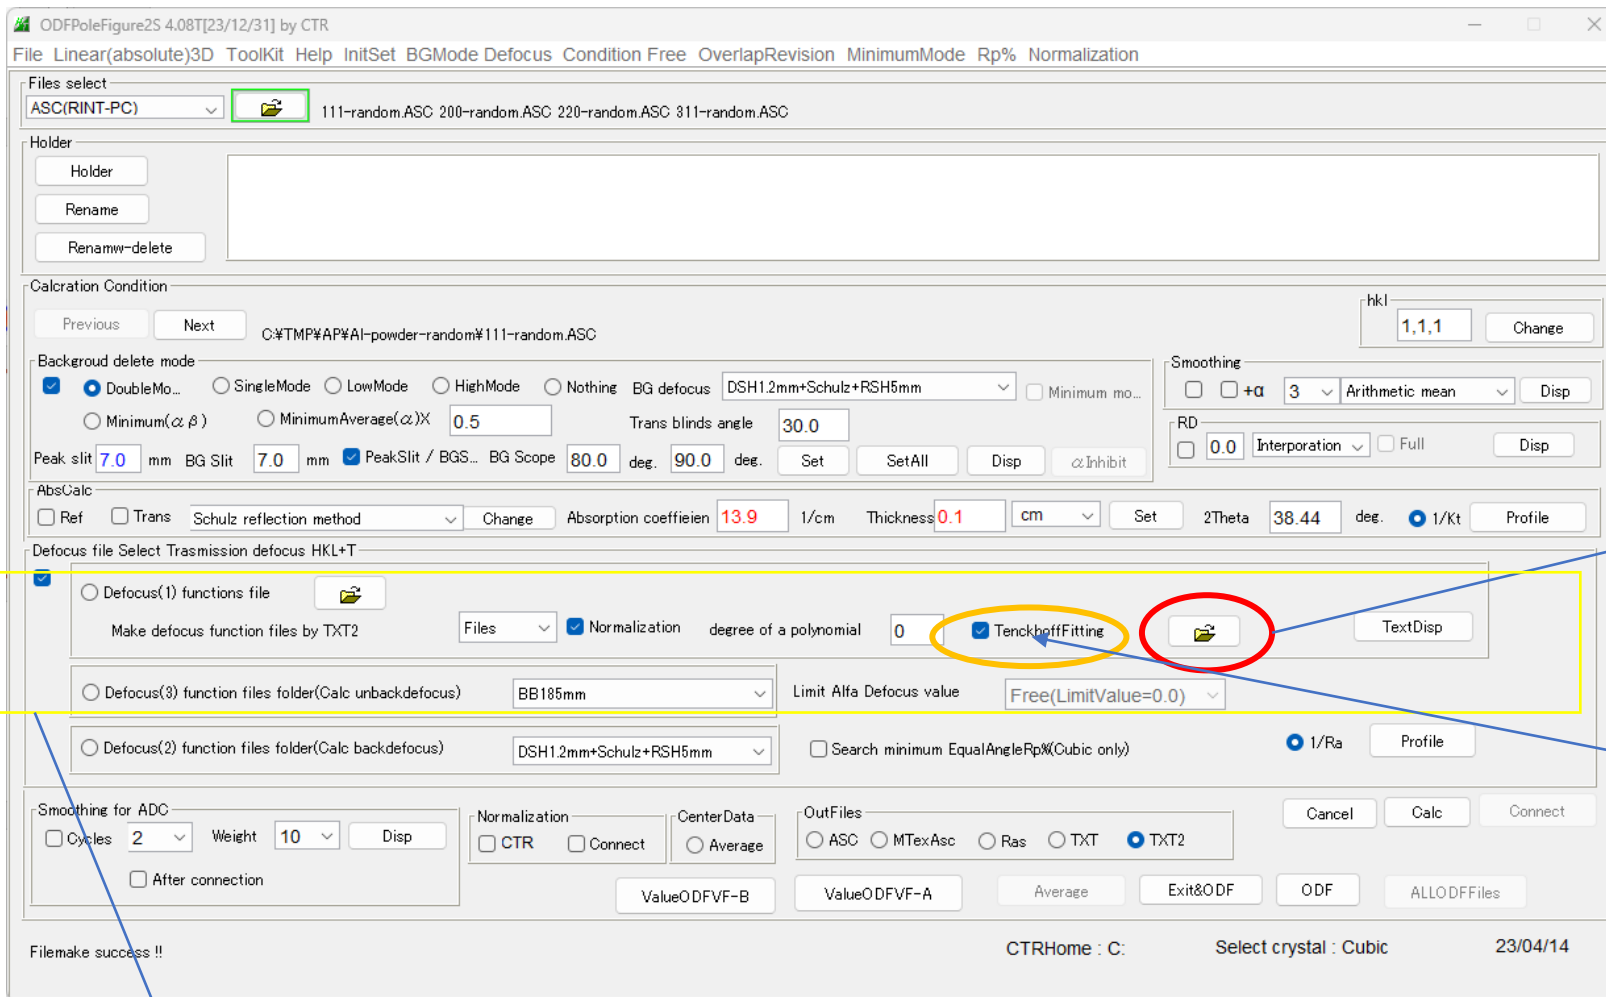 ODFPoleFigure2S 4.08T[23/12/31] by CTR
File Linear(absolute)3D ToolKit Help InitSet BGMode Defocus Condition Free OverlapRevision MinimumMode Rp% Normalization
Files select
ASC(RINT-PC) 111-random.ASC 200-random.ASC 220-random.ASC 311-random.ASC
Holder
Holder
Rename
Renamw-delete
Calcration Condition
Previous Next C:¥TMP¥AP¥Al-powder-random¥111-random.ASC
hkl
1,1,1 Change
Backgroud delete mode
DoubleMo... SingleMode LowMode HighMode Nothing BG defocus DSH1.2mm+Schulz+RSH5mm Minimum mo...
Minimum(αβ) MinimumAverage(α)X 0.5 Trans blinds angle 30.0
Peak slit 7.0 mm BG Slit 7.0 mm PeakSlit / BGS... BG Scope 80.0 deg. 90.0 deg. Set SetAll Disp αInhibit
Smoothing
+α 3 Arithmetic mean Disp
RD
0.0 Interporation Full Disp
AbsCalc
Ref Trans Schulz reflection method Change Absorption coeffieien 13.9 1/cm Thickness 0.1 cm Set 2Theta 38.44 deg. 1/Kt Profile
Defocus file Select Trasmission defocus HKL+T
Defocus(1) functions file
Make defocus function files by TXT2 Files Normalization degree of a polynomial 0 TenckhoffFitting TextDisp
Defocus(3) function files folder(Calc unbackdefocus) BB185mm Limit Alfa Defocus value Free(LimitValue=0.0)
Defocus(2) function files folder(Calc backdefocus) DSH1.2mm+Schulz+RSH5mm Search minimum EqualAngleRp%(Cubic only) 1/Ra Profile
Smoothing for ADC
Cycles 2 Weight 10 Disp
After connection
Normalization
CTR Connect
CenterData
Average
OutFiles
ASC MTexAsc Ras TXT TXT2
Cancel Calc Connect
ValueODFVF-B ValueODFVF-A Average Exit&ODF ODF ALLODFFiles
Filemake success !! CTRHome : C: Select crystal : Cubic 23/04/14